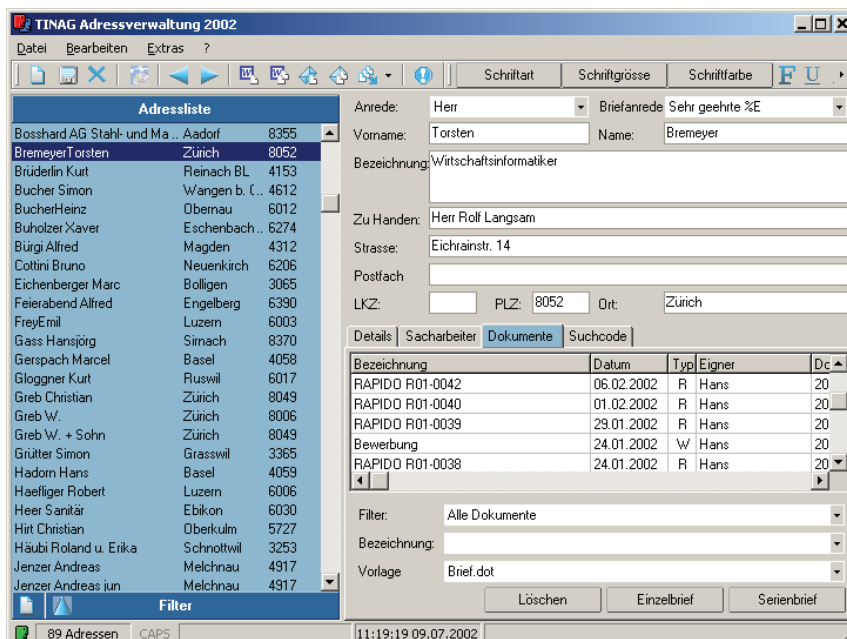 TINAG Adressverwaltung 2002
Datei Bearbeiten Extras ?
Schriftart Schriftgrösse Schriftfarbe F U
Adressliste
Bosshard AG Stahl- und Ma .. Aadorf 8355
BremeyerTorsten Zürich 8052
Brüderlin Kurt Reinach BL 4153
Bucher Simon Wangen b. (.. 4612
BucherHeinz Obernau 6012
Buholzer Xaver Eschenbach .. 6274
Bürgi Alfred Magden 4312
Cottini Bruno Neuenkirch 6206
Eichenberger Marc Bolligen 3065
Feierabend Alfred Engelberg 6390
FreyEmil Luzern 6003
Gass Hansjörg Sirnach 8370
Gerspach Marcel Basel 4058
Gloggner Kurt Ruswil 6017
Greb Christian Zürich 8049
Greb W. Zürich 8006
Greb W. + Sohn Zürich 8049
Grütter Simon Grasswil 3365
Hadorn Hans Basel 4059
Haefliger Robert Luzern 6006
Heer Sanitär Ebikon 6030
Hirt Christian Oberkulm 5727
Häubi Roland u. Erika Schnottwil 3253
Jenzer Andreas Melchnau 4917
Jenzer Andreas jun Melchnau 4917
Filter
Anrede: Herr Briefanrede Sehr geehrte %E
Vorname: Torsten Name: Bremeyer
Bezeichnung: Wirtschaftsinformatiker
Zu Handen: Herr Rolf Langsam
Strasse: Eichrainstr. 14
Postfach
LKZ: PLZ: 8052 Ort: Zürich
Details Sacharbeiter Dokumente Suchcode
Bezeichnung Datum Typ Eigner Dc
RAPIDO R01-0042 06.02.2002 R Hans 20
RAPIDO R01-0040 01.02.2002 R Hans 20
RAPIDO R01-0039 29.01.2002 R Hans 20
Bewerbung 24.01.2002 W Hans 20
RAPIDO R01-0038 24.01.2002 R Hans 20
Filter: Alle Dokumente
Bezeichnung:
Vorlage Brief.dot
Löschen Einzelbrief Serienbrief
89 Adressen CAPS 11:19:19 09.07.2002